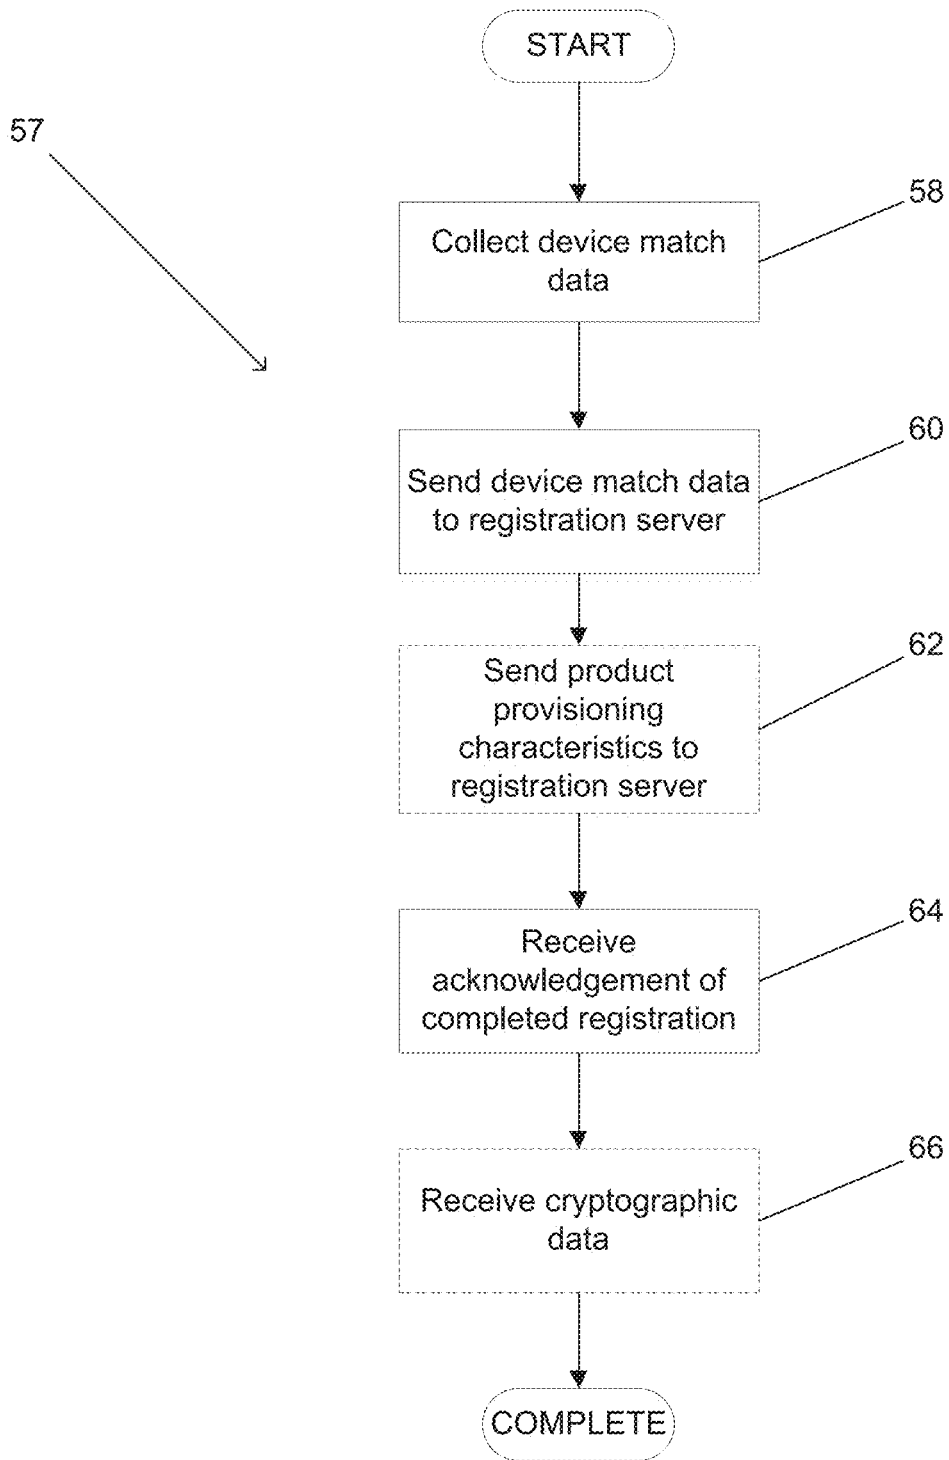 START
57
58
Collect device match
data
60
Send device match data
to registration server
62
Send product
provisioning
characteristics to
registration server
64
Receive
acknowledgement of
completed registration
66
Receive cryptographic
data
COMPLETE